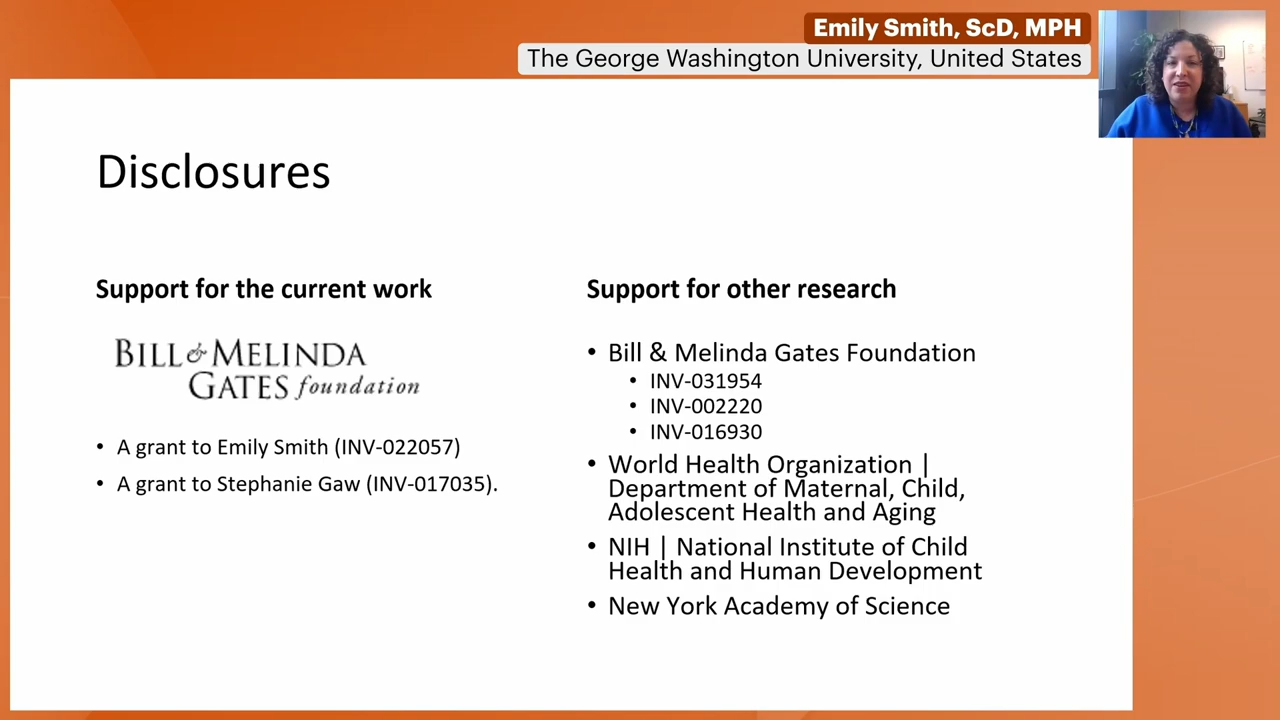 Emily Smith, ScD, MPH
The George Washington University, United States
Disclosures
Support for the current work
BILL & MELINDA
GATES foundation
• A grant to Emily Smith (INV-022057)
• A grant to Stephanie Gaw (INV-017035).
Support for other research
• Bill & Melinda Gates Foundation
• INV-031954
• INV-002220
• INV-016930
• World Health Organization |
Department of Maternal, Child,
Adolescent Health and Aging
• NIH | National Institute of Child
Health and Human Development
• New York Academy of Science